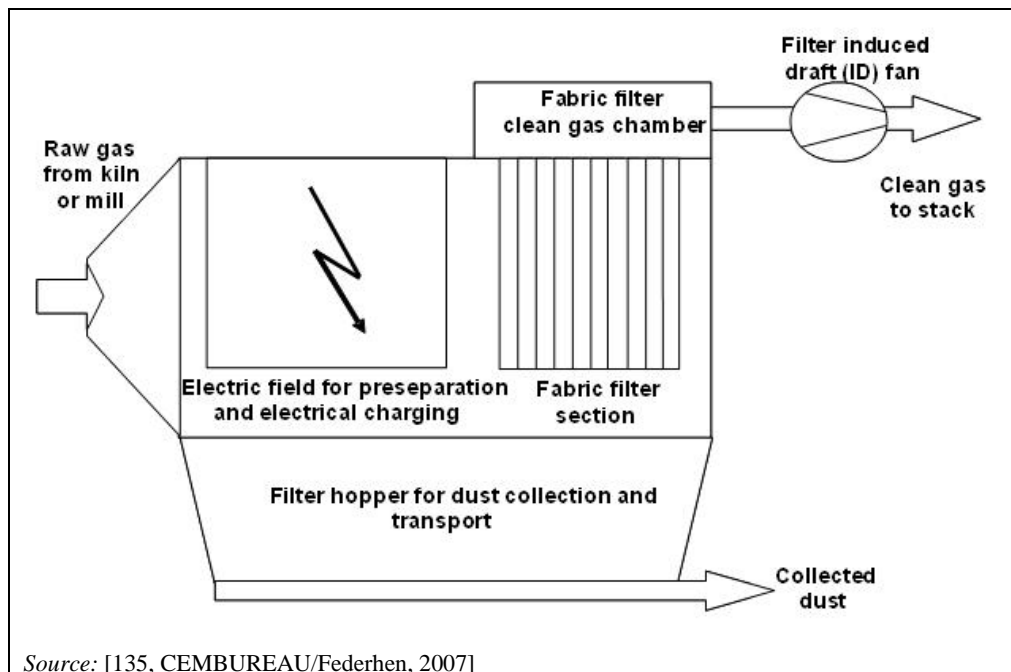 Filter induced
draft (ID) fan
Fabric filter
clean gas chamber
Raw gas
from kiln
or mill
Clean gas
to stack
Electric field for preseparation
and electrical charging
Fabric filter
section
Filter hopper for dust collection and
transport
Collected
dust
Source: [135, CEMBUREAU/Federhen, 2007]